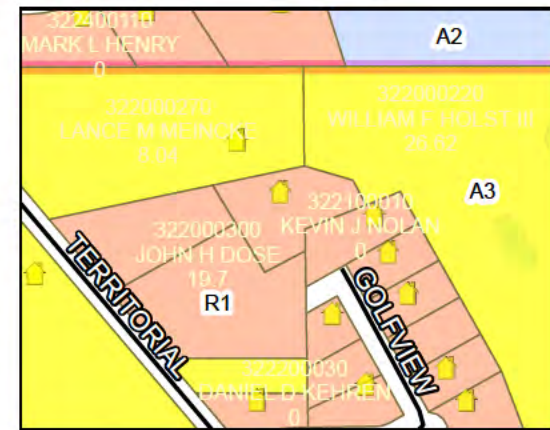 322400110
MARK L HENRY
0
A2
322000270
LANCE M MEINCKE
8.04
322000220
WILLIAM F HOLST III
26.62
A3
322100010
KEVIN J NOLAN
0
322000300
JOHN H DOSE
19.7
R1
TERRITORIAL
GOLFVIEW
322200030
DANIEL D KEHREN
0